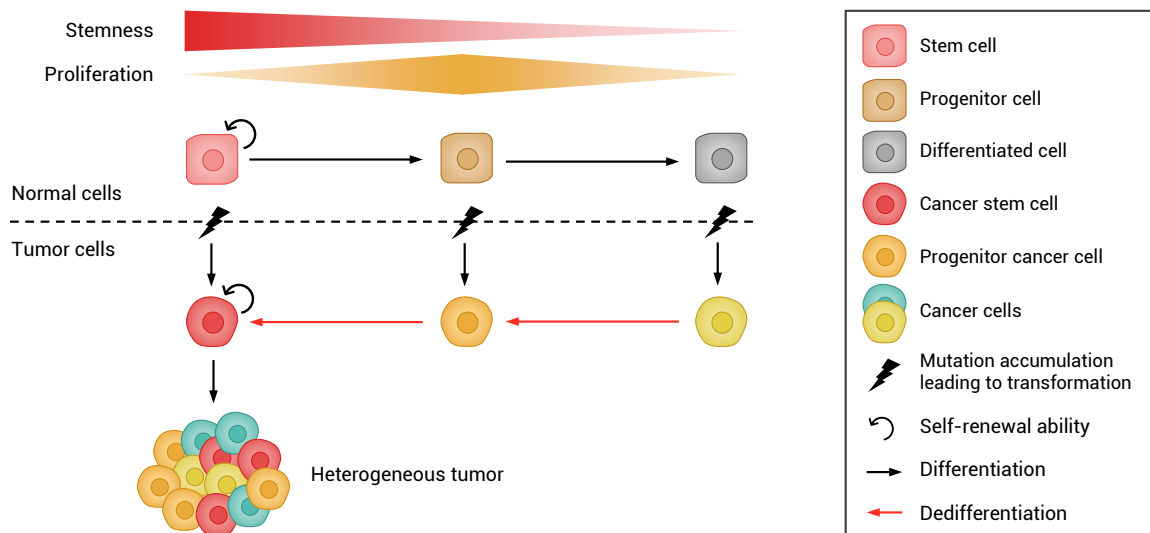 Stemness
Proliferation
Normal cells
Tumor cells
Heterogeneous tumor
Stem cell
Progenitor cell
Differentiated cell
Cancer stem cell
Progenitor cancer cell
Cancer cells
Mutation accumulation
leading to transformation
Self-renewal ability
Differentiation
Dedifferentiation